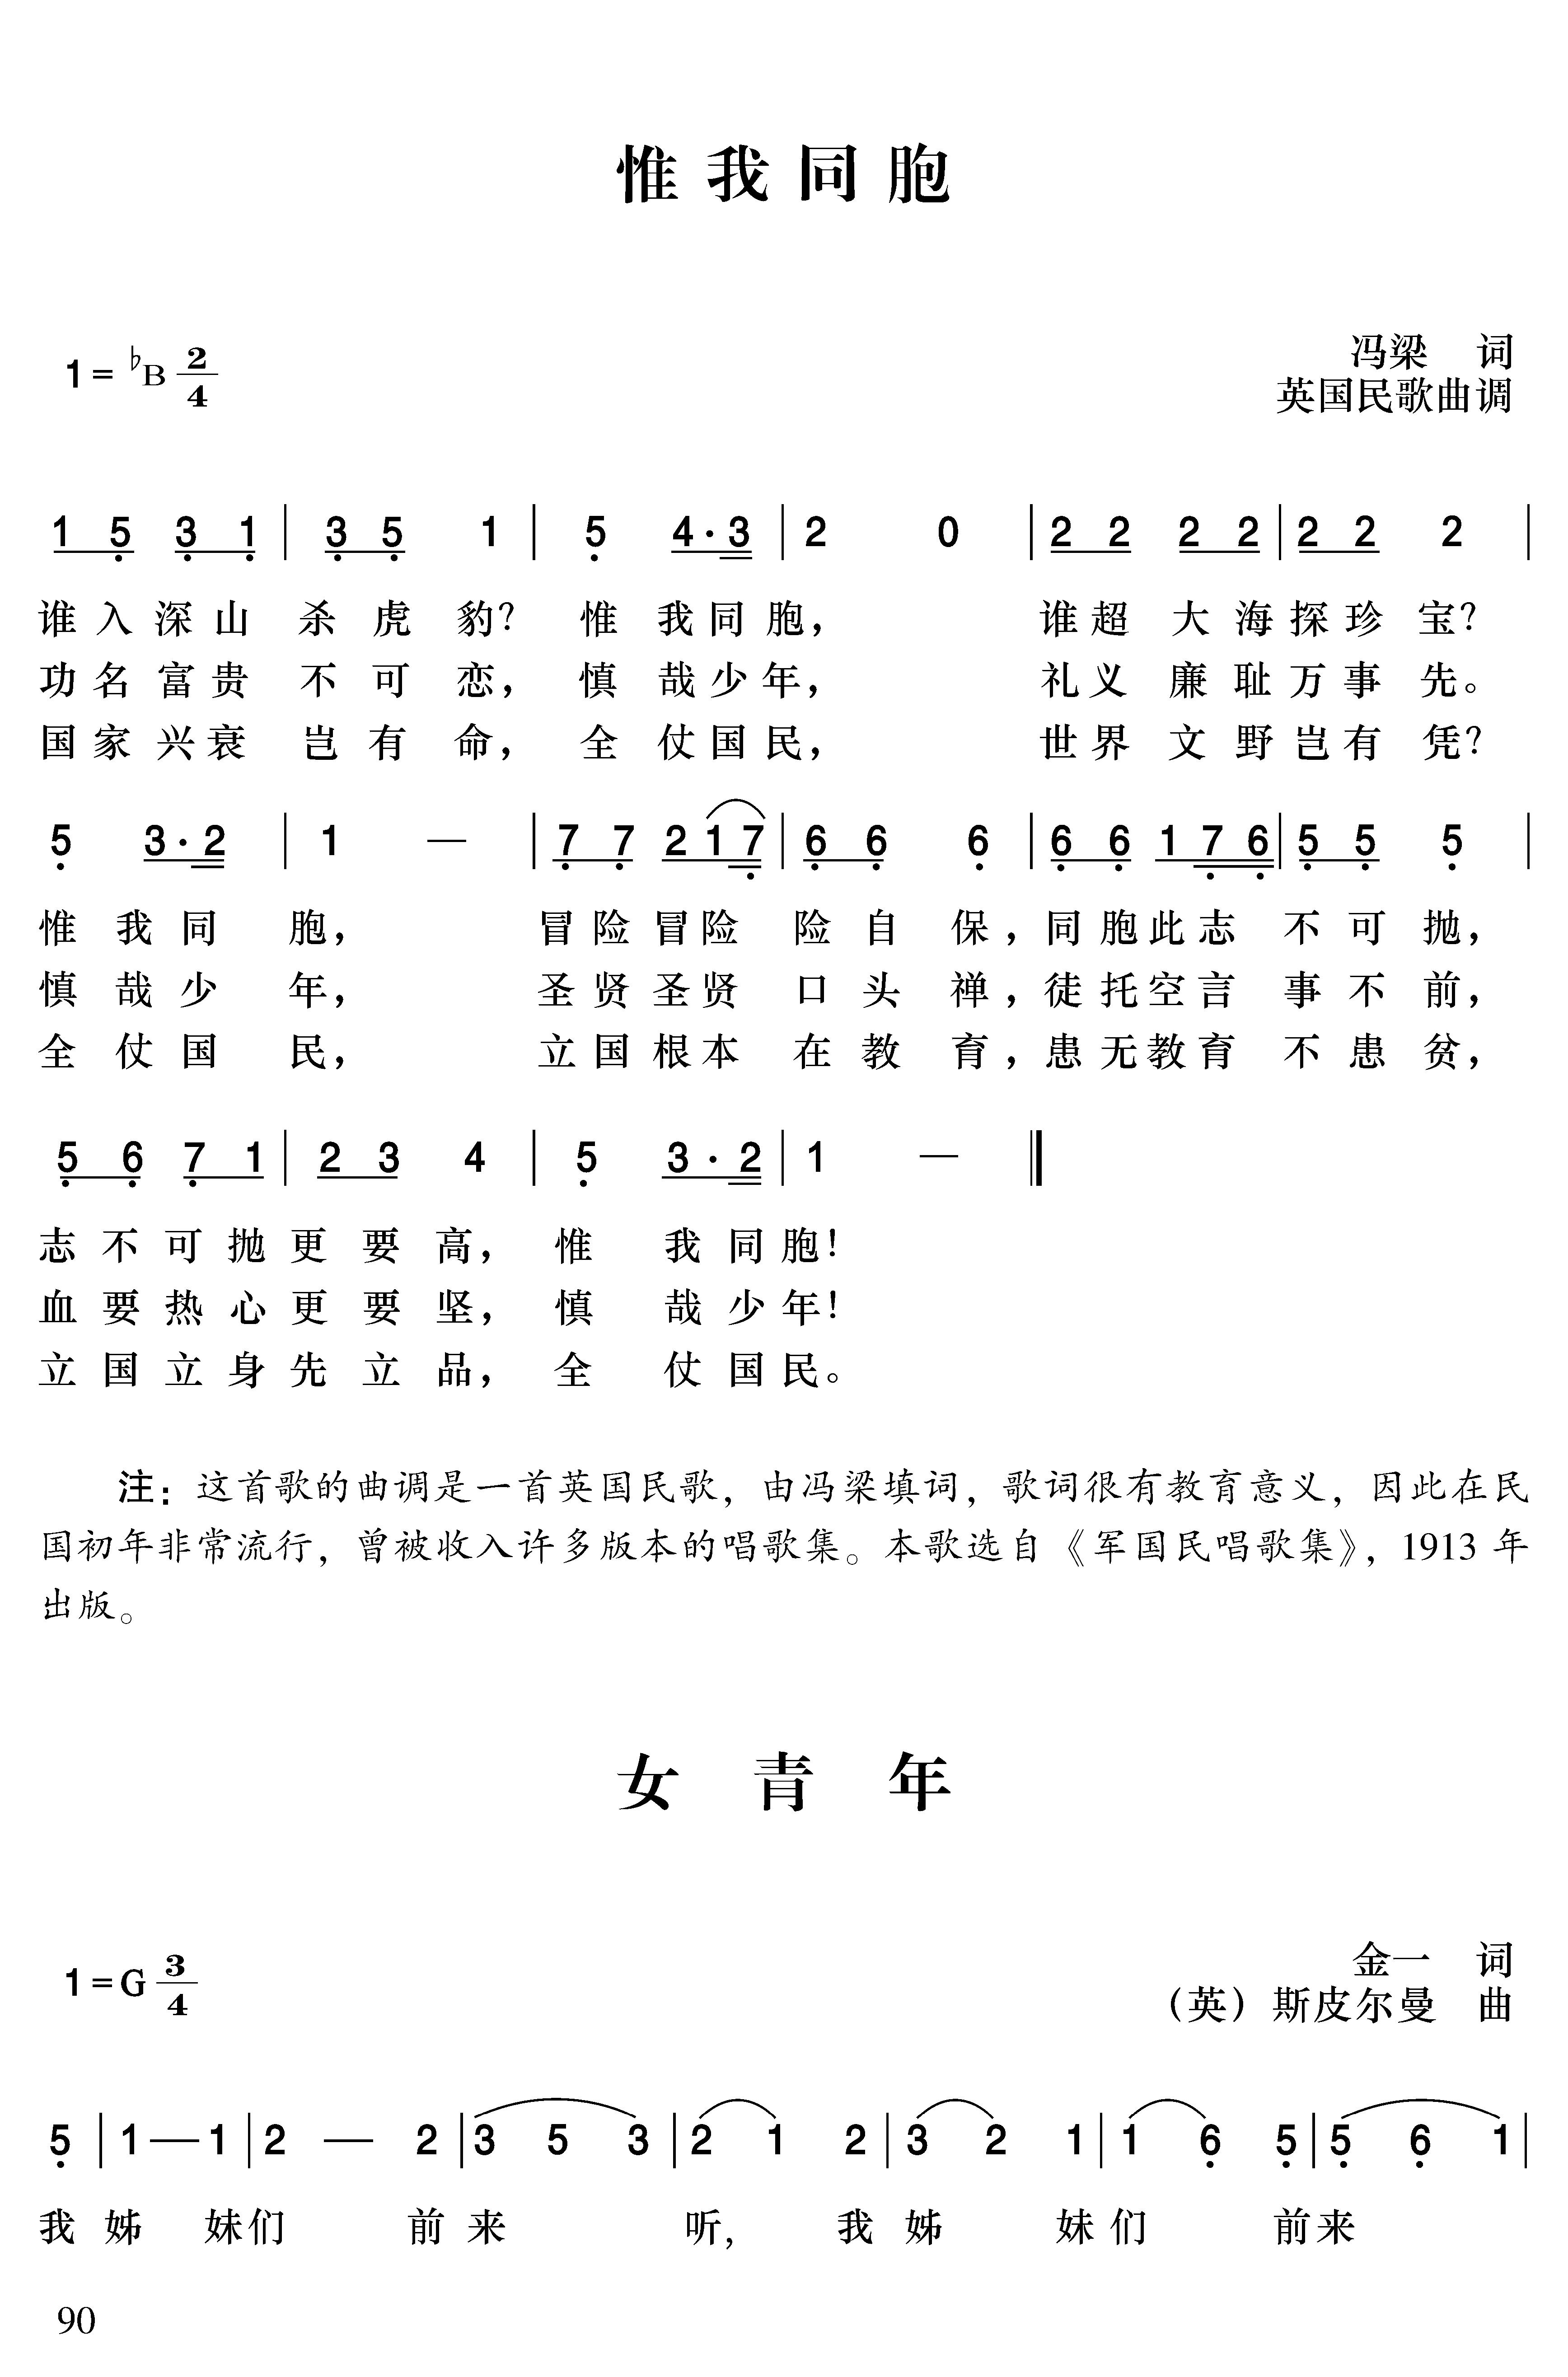 惟我同胞
1=♭B 2/4
冯梁 词
英国民歌曲调
1 5̣ 3̣ 1̣ | 3̣ 5̣ 1 | 5̣ 4·3 | 2 0 | 2 2 2 2 | 2 2 2 |
谁入深山 杀虎豹？ 惟 我同胞， 谁超 大海探珍 宝？
功名富贵 不可恋， 慎 哉少年， 礼义 廉耻万事 先。
国家兴衰 岂有命， 全 仗国民， 世界 文野岂有 凭？
5̣ 3·2 | 1 — | 7̣ 7̣ 2 1 7̣ | 6̣ 6̣ 6̣ | 6̣ 6̣ 1 7̣ 6̣ | 5̣ 5̣ 5̣ |
惟 我同 胞， 冒险冒险 险自 保，同胞此志 不可 抛，
慎 哉少 年， 圣贤圣贤 口头 禅，徒托空言 事不 前，
全 仗国 民， 立国根本 在教 育，患无教育 不患 贫，
5̣ 6̣ 7̣ 1 | 2 3 4 | 5̣ 3·2 | 1 — ‖
志不可抛更要高， 惟 我同胞！
血要热心更要坚， 慎 哉少年！
立国立身先立品， 全 仗国民。
注：这首歌的曲调是一首英国民歌，由冯梁填词，歌词很有教育意义，因此在民
国初年非常流行，曾被收入许多版本的唱歌集。本歌选自《军国民唱歌集》，1913 年
出版。
女青年
1=G 3/4
金一 词
（英）斯皮尔曼 曲
5̣ | 1 — 1 | 2 — 2 | 3 5 3 | 2 1 2 | 3 2 1 | 1 6̣ 5̣ | 5̣ 6̣ 1 |
我 姊 妹们 前 来 听， 我 姊 妹们 前来
90